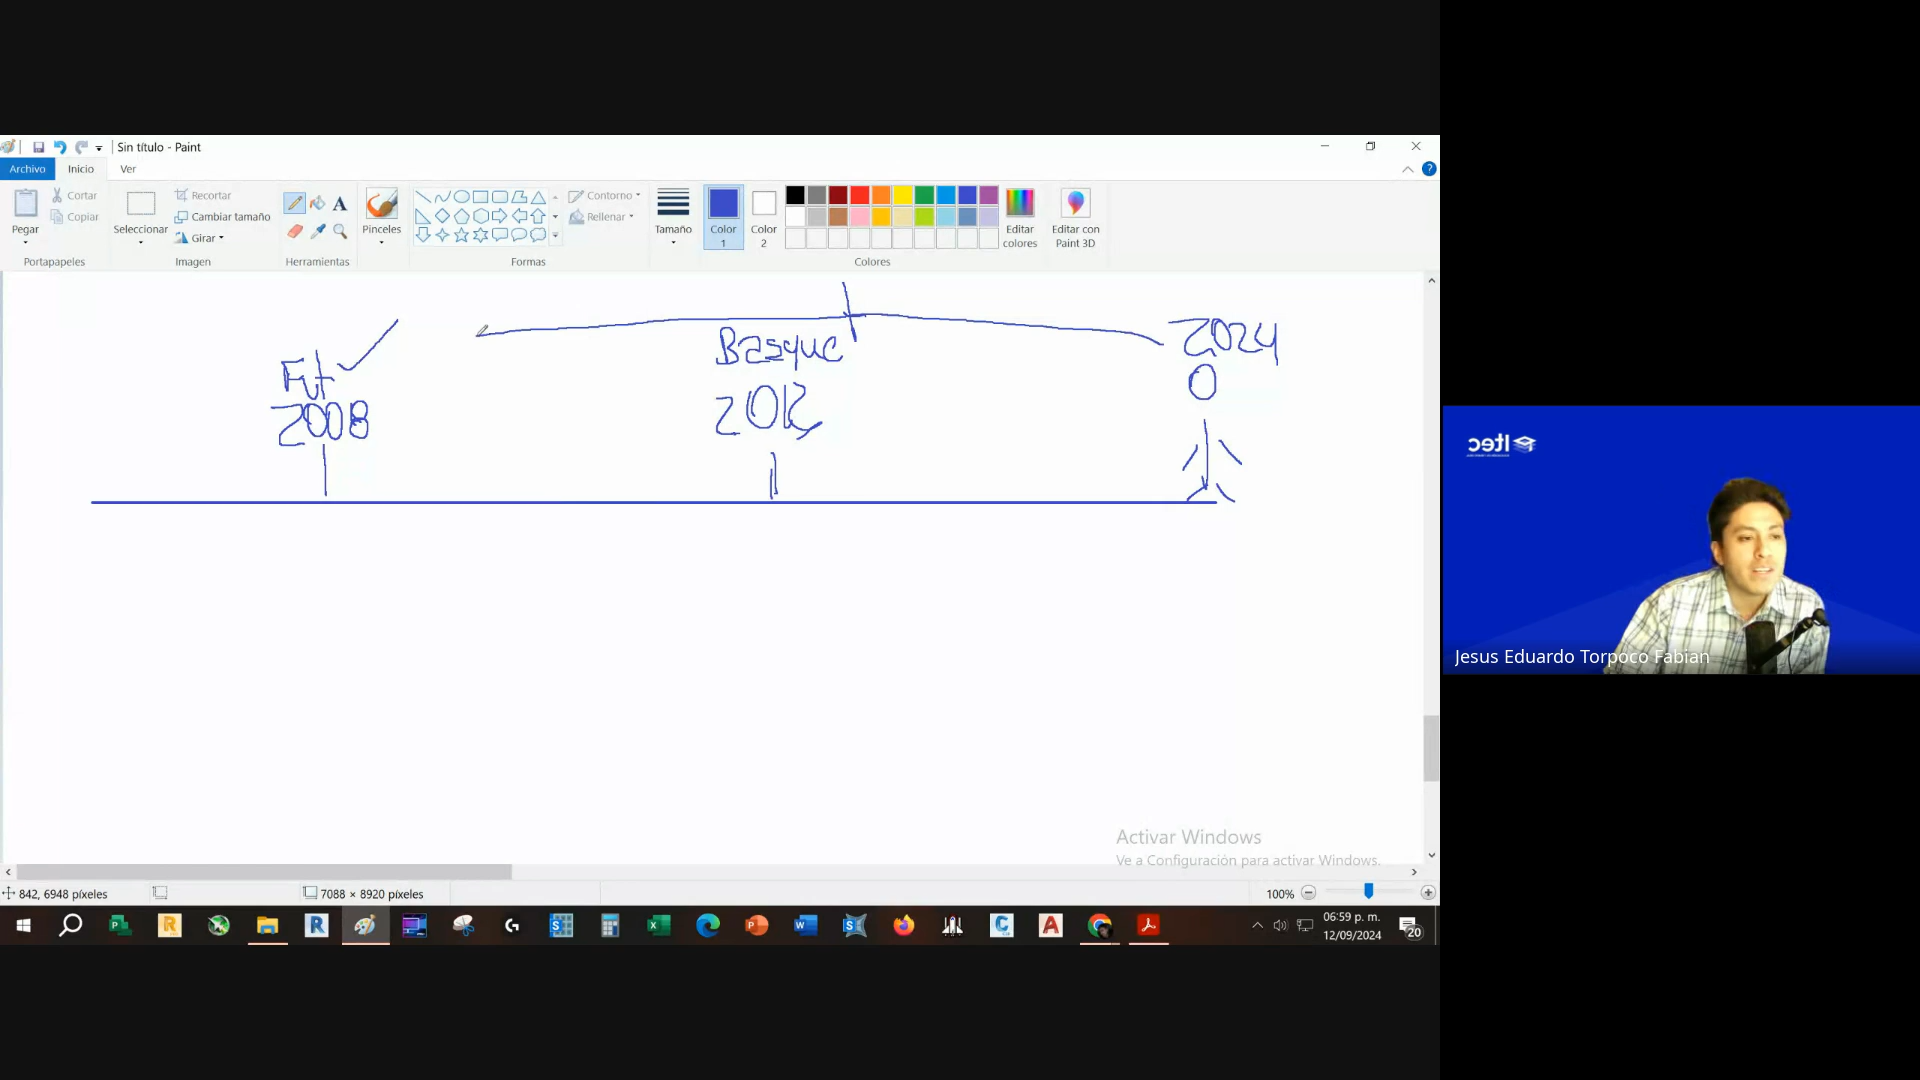 Sin título - Paint
Archivo Inicio Ver
Pegar
Cortar
Copiar
Portapapeles
Seleccionar
Recortar
Cambiar tamaño
Girar
Imagen
Herramientas
Pinceles
Contorno
Rellenar
Formas
Tamaño
Color 1
Color 2
Editar colores
Editar con Paint 3D
Colores
Fut
2008
Basque
2024
Itec
Jesus Eduardo Torpoco Fabian
Activar Windows
Ve a Configuración para activar Windows.
842, 6948 píxeles
7088 × 8920 píxeles
100%
06:59 p. m.
12/09/2024
20